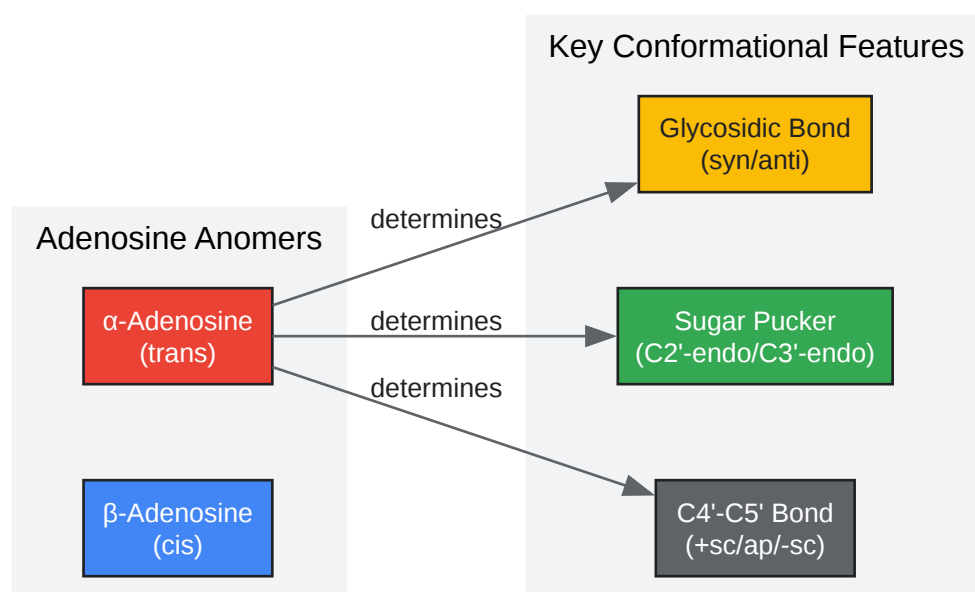 Key Conformational Features
Glycosidic Bond
(syn/anti)
determines
Adenosine Anomers
α-Adenosine
(trans)
determines
Sugar Pucker
(C2'-endo/C3'-endo)
determines
β-Adenosine
(cis)
C4'-C5' Bond
(+sc/ap/-sc)